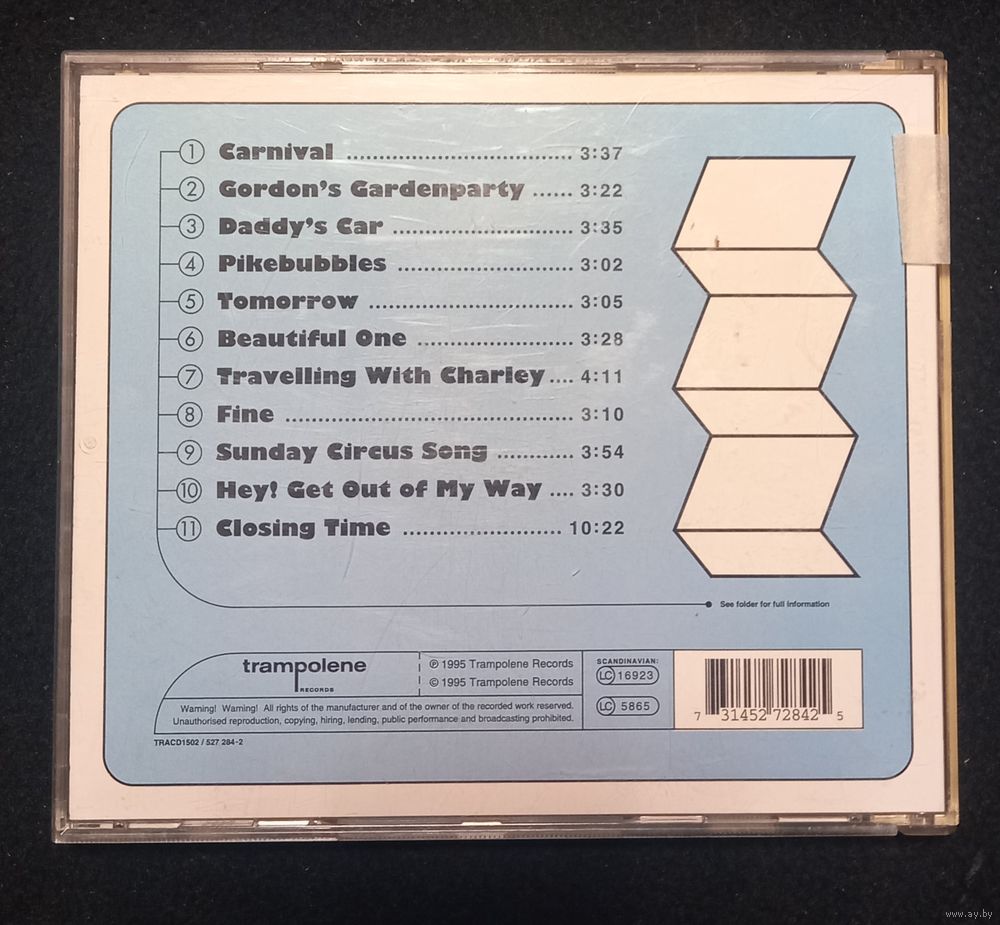 1 Carnival ........................................ 3:37
2 Gordon's Gardenparty ...... 3:22
3 Daddy's Car ................................ 3:35
4 Pikebubbles ............................... 3:02
5 Tomorrow .................................... 3:05
6 Beautiful One ............................ 3:28
7 Travelling With Charley .... 4:11
8 Fine .................................................. 3:10
9 Sunday Circus Song ............. 3:54
10 Hey! Get Out of My Way .... 3:30
11 Closing Time ........................... 10:22
See folder for full information
trampolene
RECORDS
℗ 1995 Trampolene Records
© 1995 Trampolene Records
Warning! Warning! All rights of the manufacturer and of the owner of the recorded work reserved.
Unauthorised reproduction, copying, hiring, lending, public performance and broadcasting prohibited.
SCANDINAVIAN:
LC 16923
LC 5865
7 31452 72842 5
TRACD1502 / 527 284-2
www.ay.by